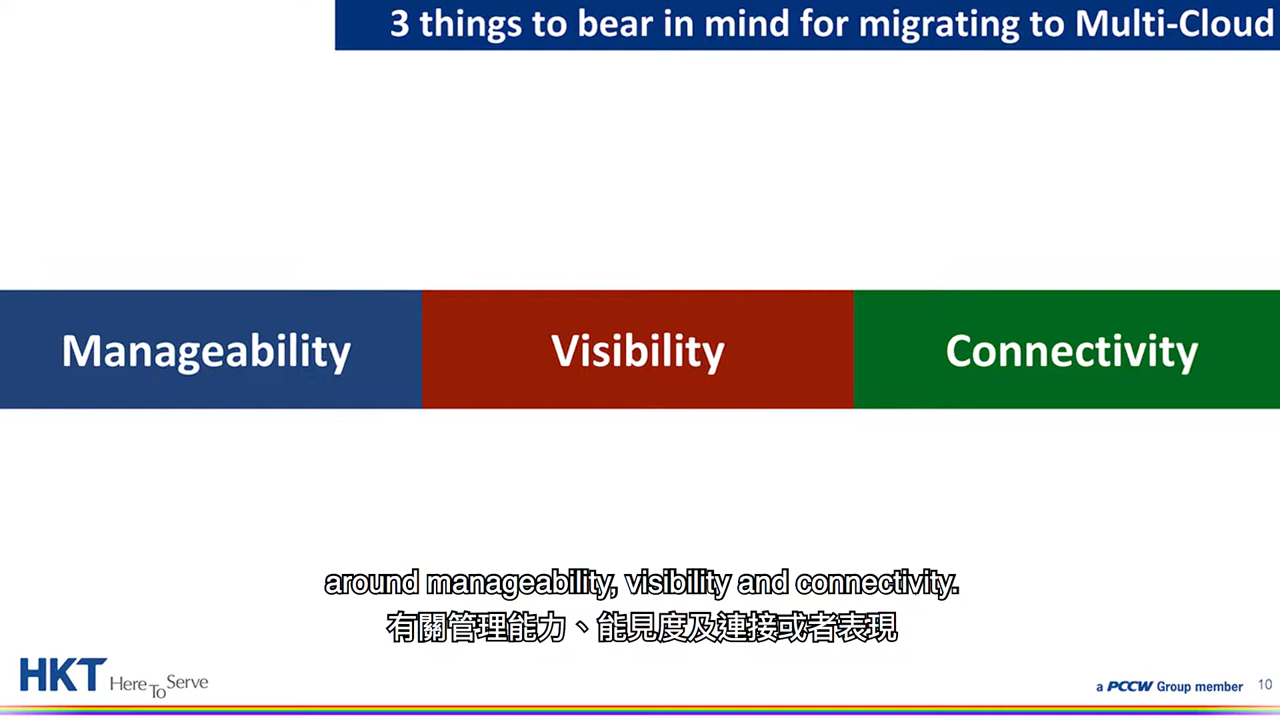 3 things to bear in mind for migrating to Multi-Cloud
Manageability
Visibility
Connectivity
around manageability, visibility and connectivity.
有關管理能力、能見度及連接或者表現
HKT Here To Serve
a PCCW Group member 10